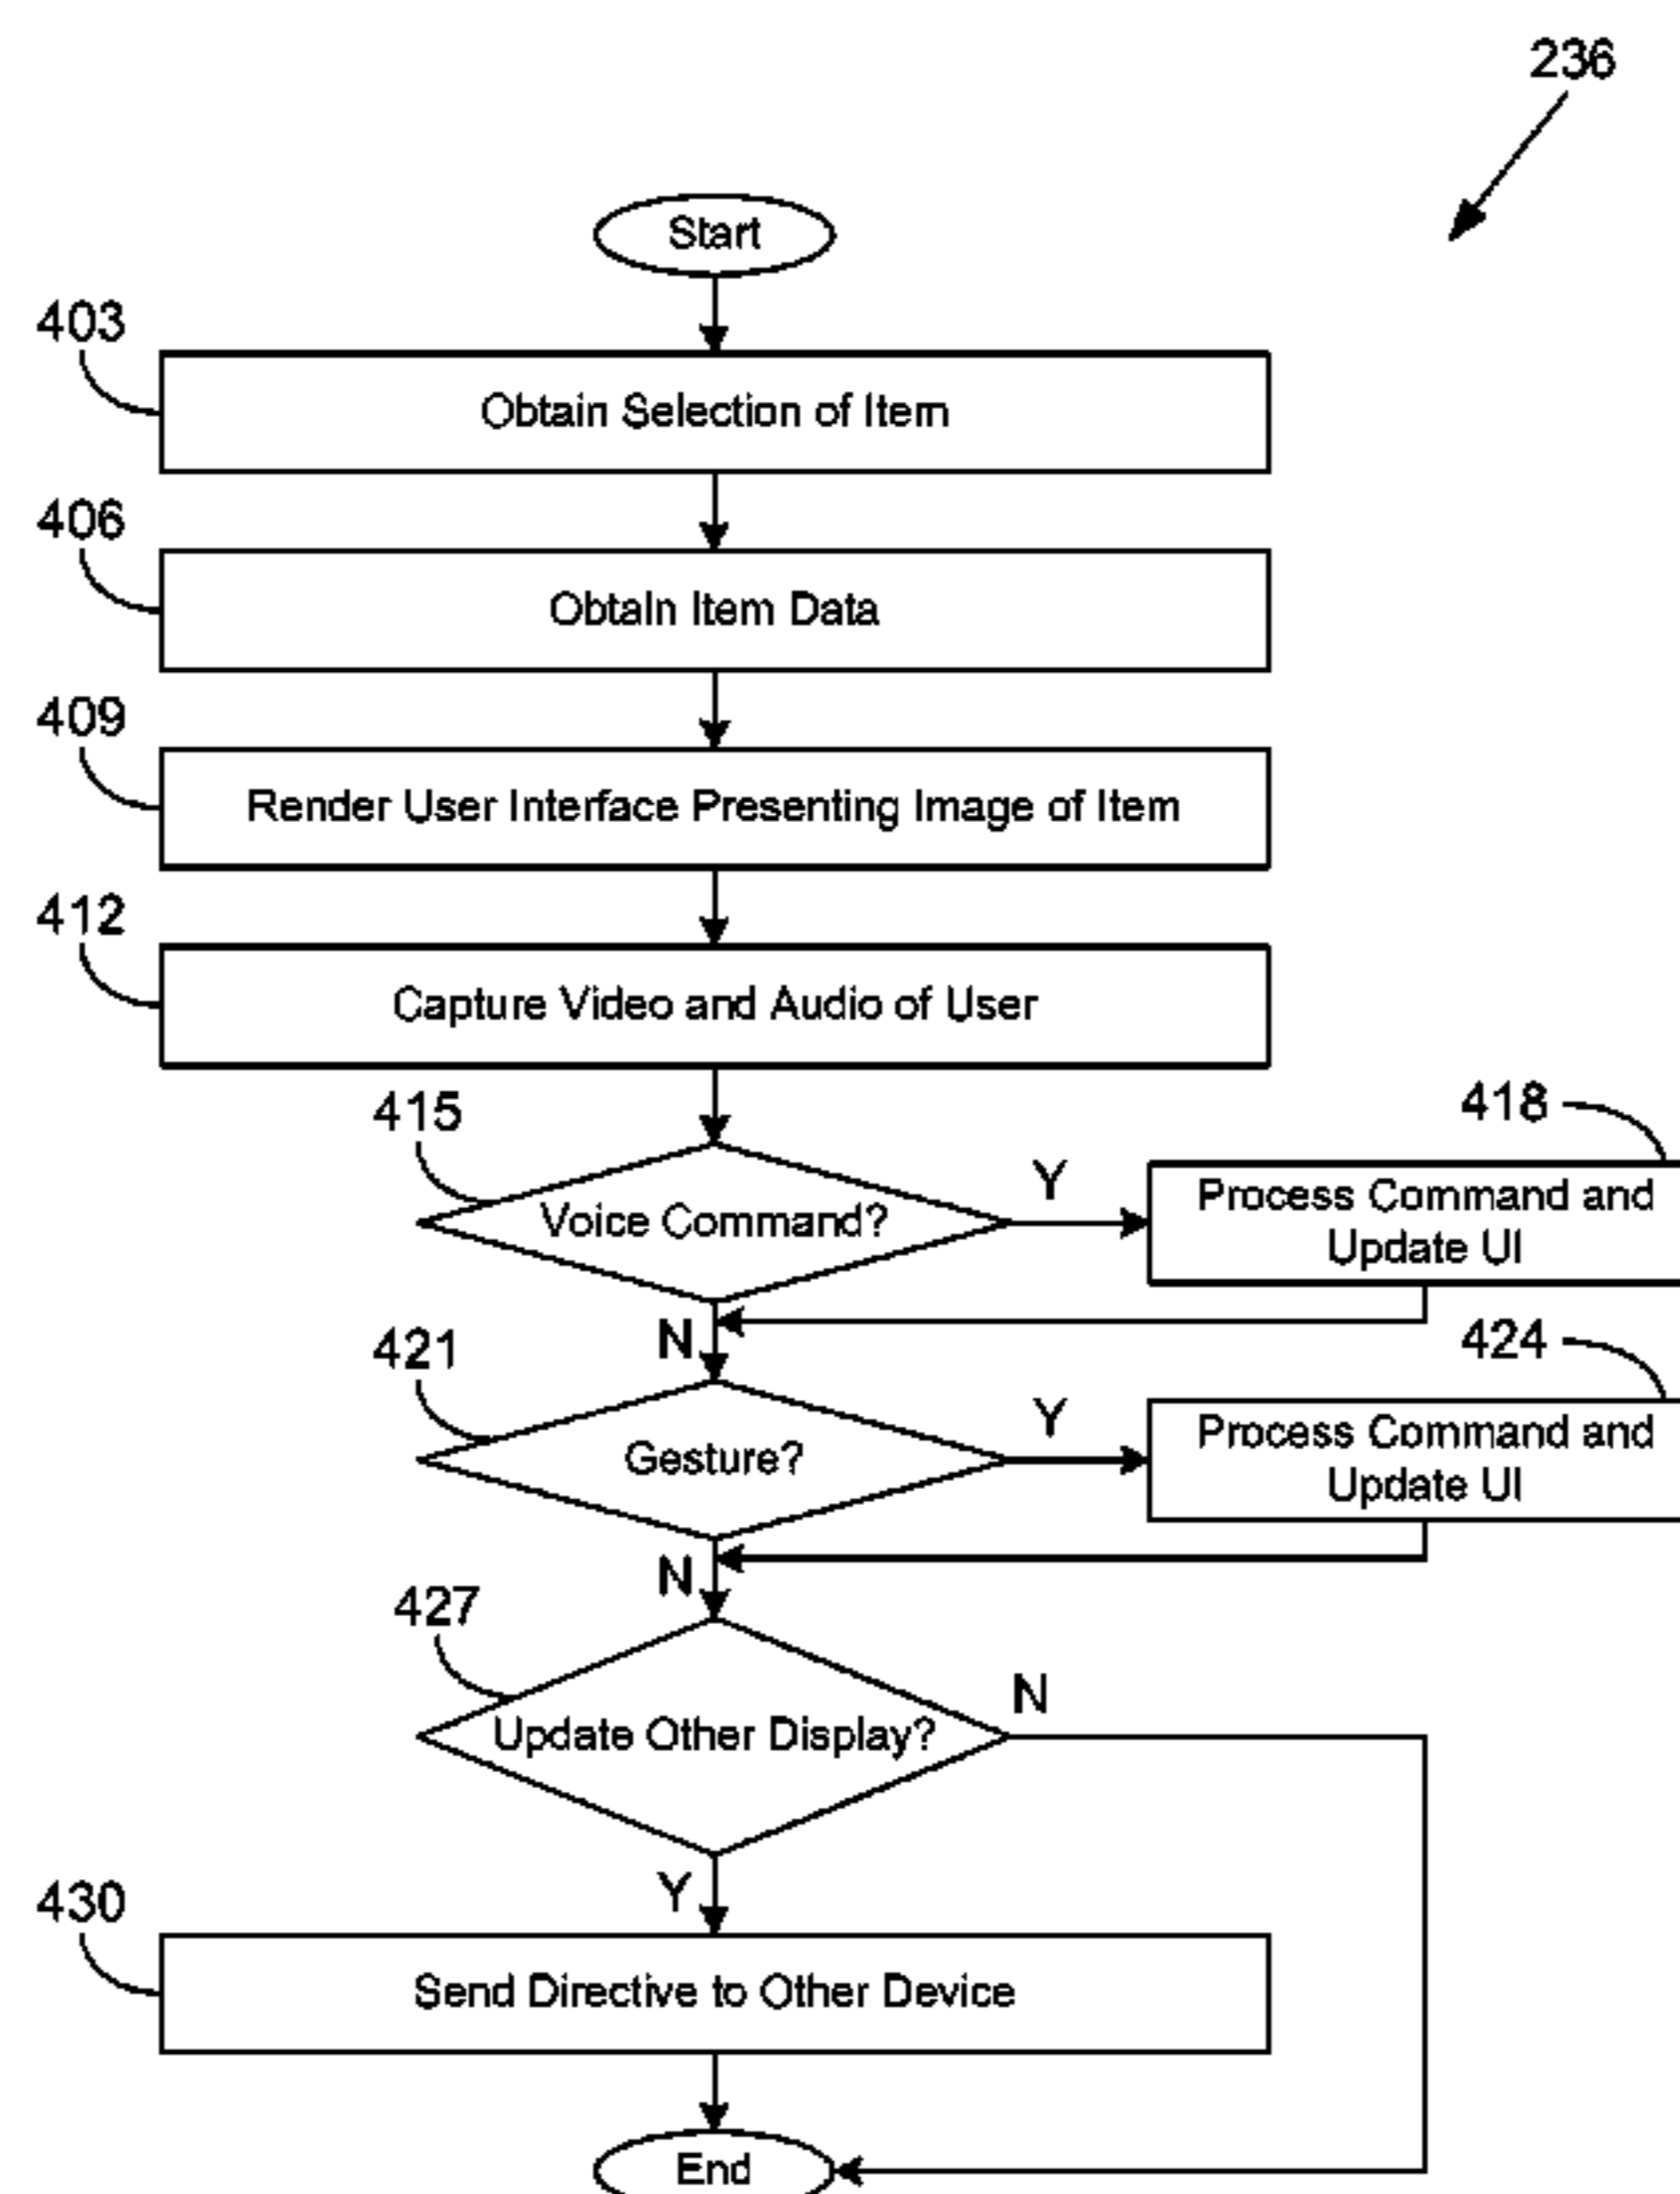 236
Start
403
Obtain Selection of Item
406
Obtain Item Data
409
Render User Interface Presenting Image of Item
412
Capture Video and Audio of User
415
Voice Command?
Y
418
Process Command and
Update UI
N
421
Gesture?
Y
424
Process Command and
Update UI
N
427
Update Other Display?
N
Y
430
Send Directive to Other Device
End